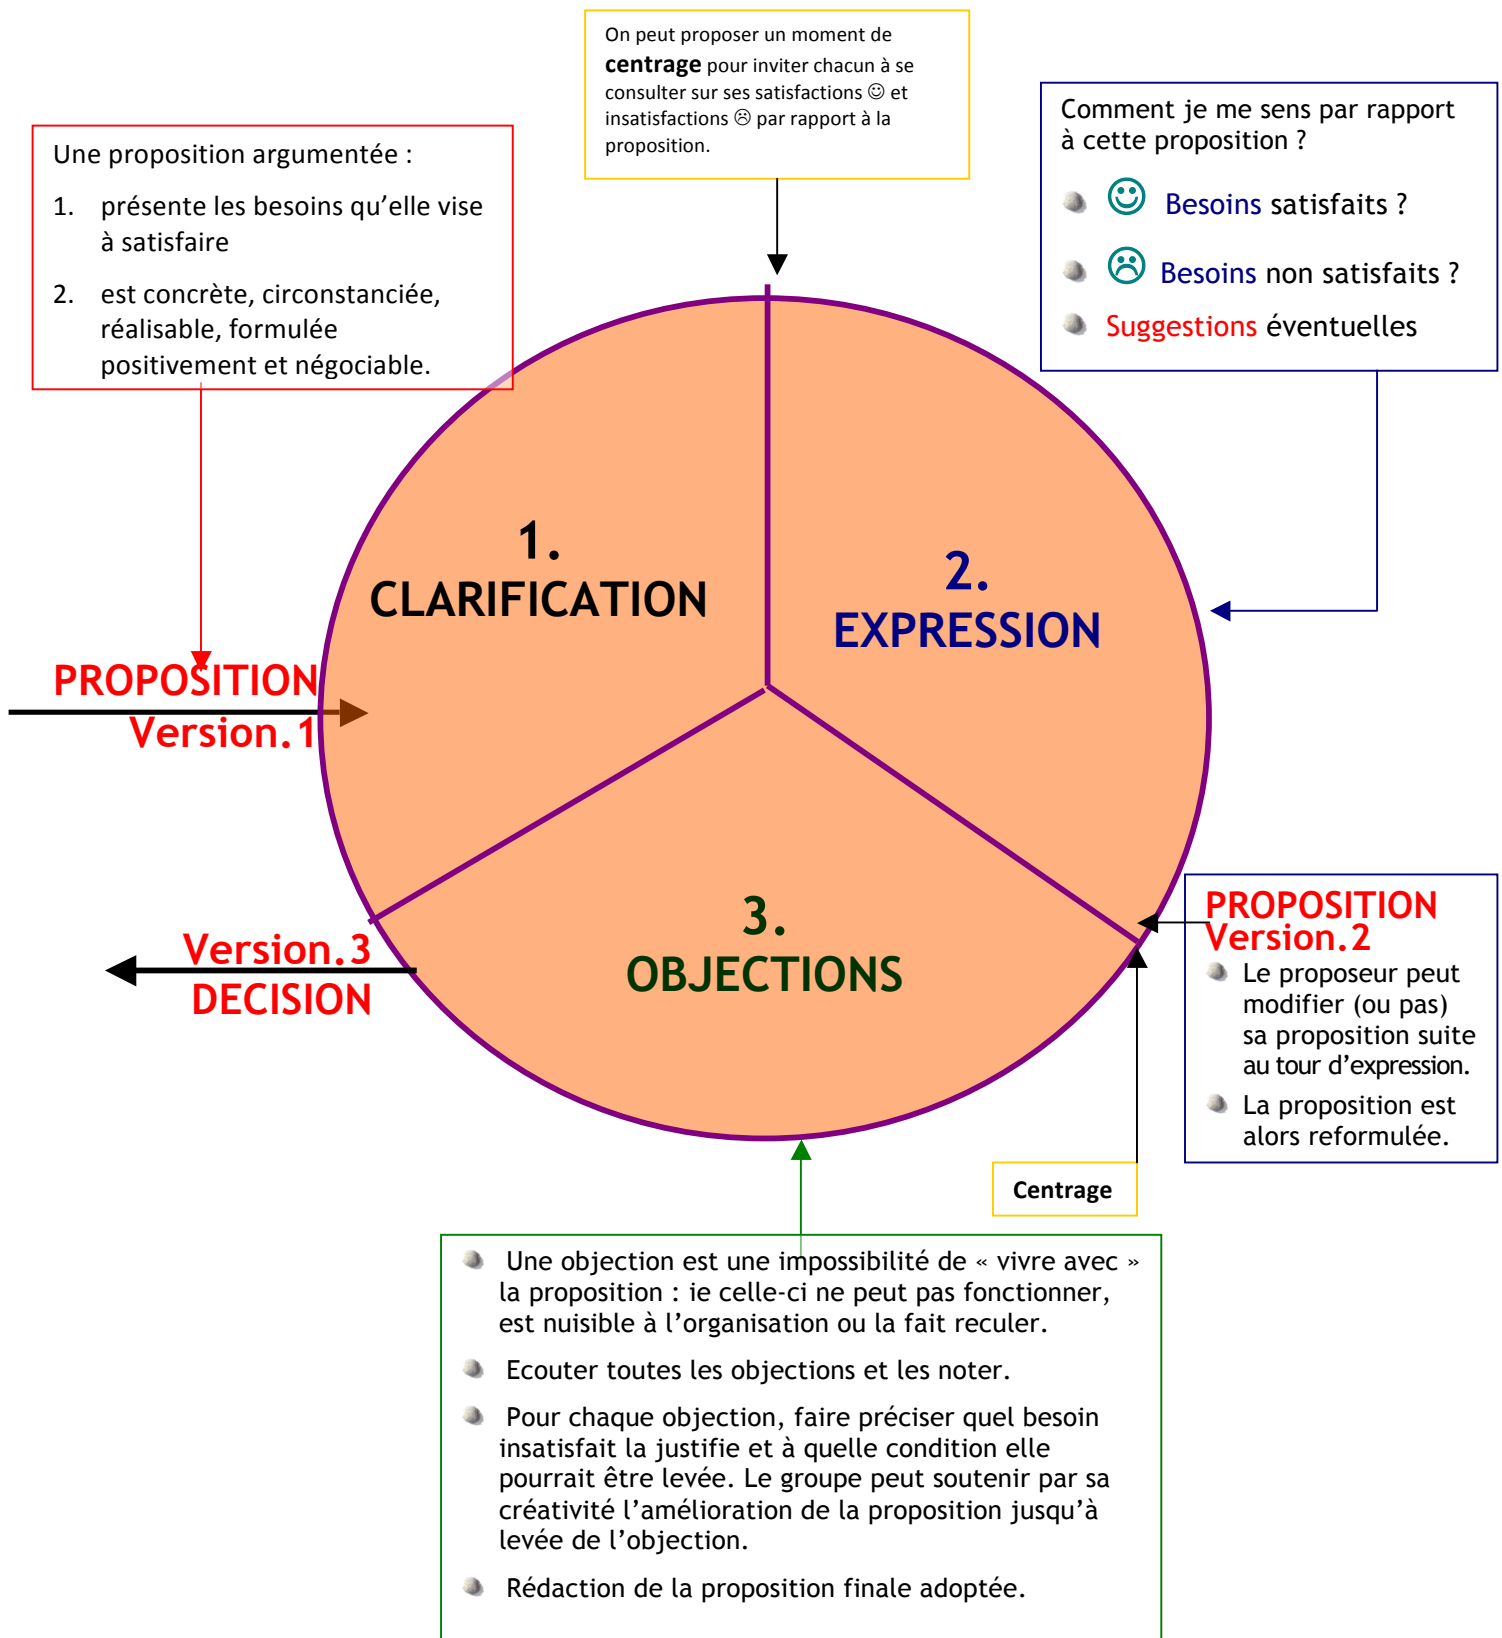 On peut proposer un moment de
centrage pour inviter chacun à se
consulter sur ses satisfactions ☺ et
insatisfactions ☹ par rapport à la
proposition.
Une proposition argumentée :
1. présente les besoins qu’elle vise
à satisfaire
2. est concrète, circonstanciée,
réalisable, formulée
positivement et négociable.
Comment je me sens par rapport
à cette proposition ?
☺ Besoins satisfaits ?
☹ Besoins non satisfaits ?
Suggestions éventuelles
1.
CLARIFICATION
2.
EXPRESSION
PROPOSITION
Version.1
3.
OBJECTIONS
Version.3
DECISION
PROPOSITION
Version.2
Le proposeur peut
modifier (ou pas)
sa proposition suite
au tour d’expression.
La proposition est
alors reformulée.
Centrage
Une objection est une impossibilité de « vivre avec »
la proposition : ie celle-ci ne peut pas fonctionner,
est nuisible à l’organisation ou la fait reculer.
Ecouter toutes les objections et les noter.
Pour chaque objection, faire préciser quel besoin
insatisfait la justifie et à quelle condition elle
pourrait être levée. Le groupe peut soutenir par sa
créativité l’amélioration de la proposition jusqu’à
levée de l’objection.
Rédaction de la proposition finale adoptée.